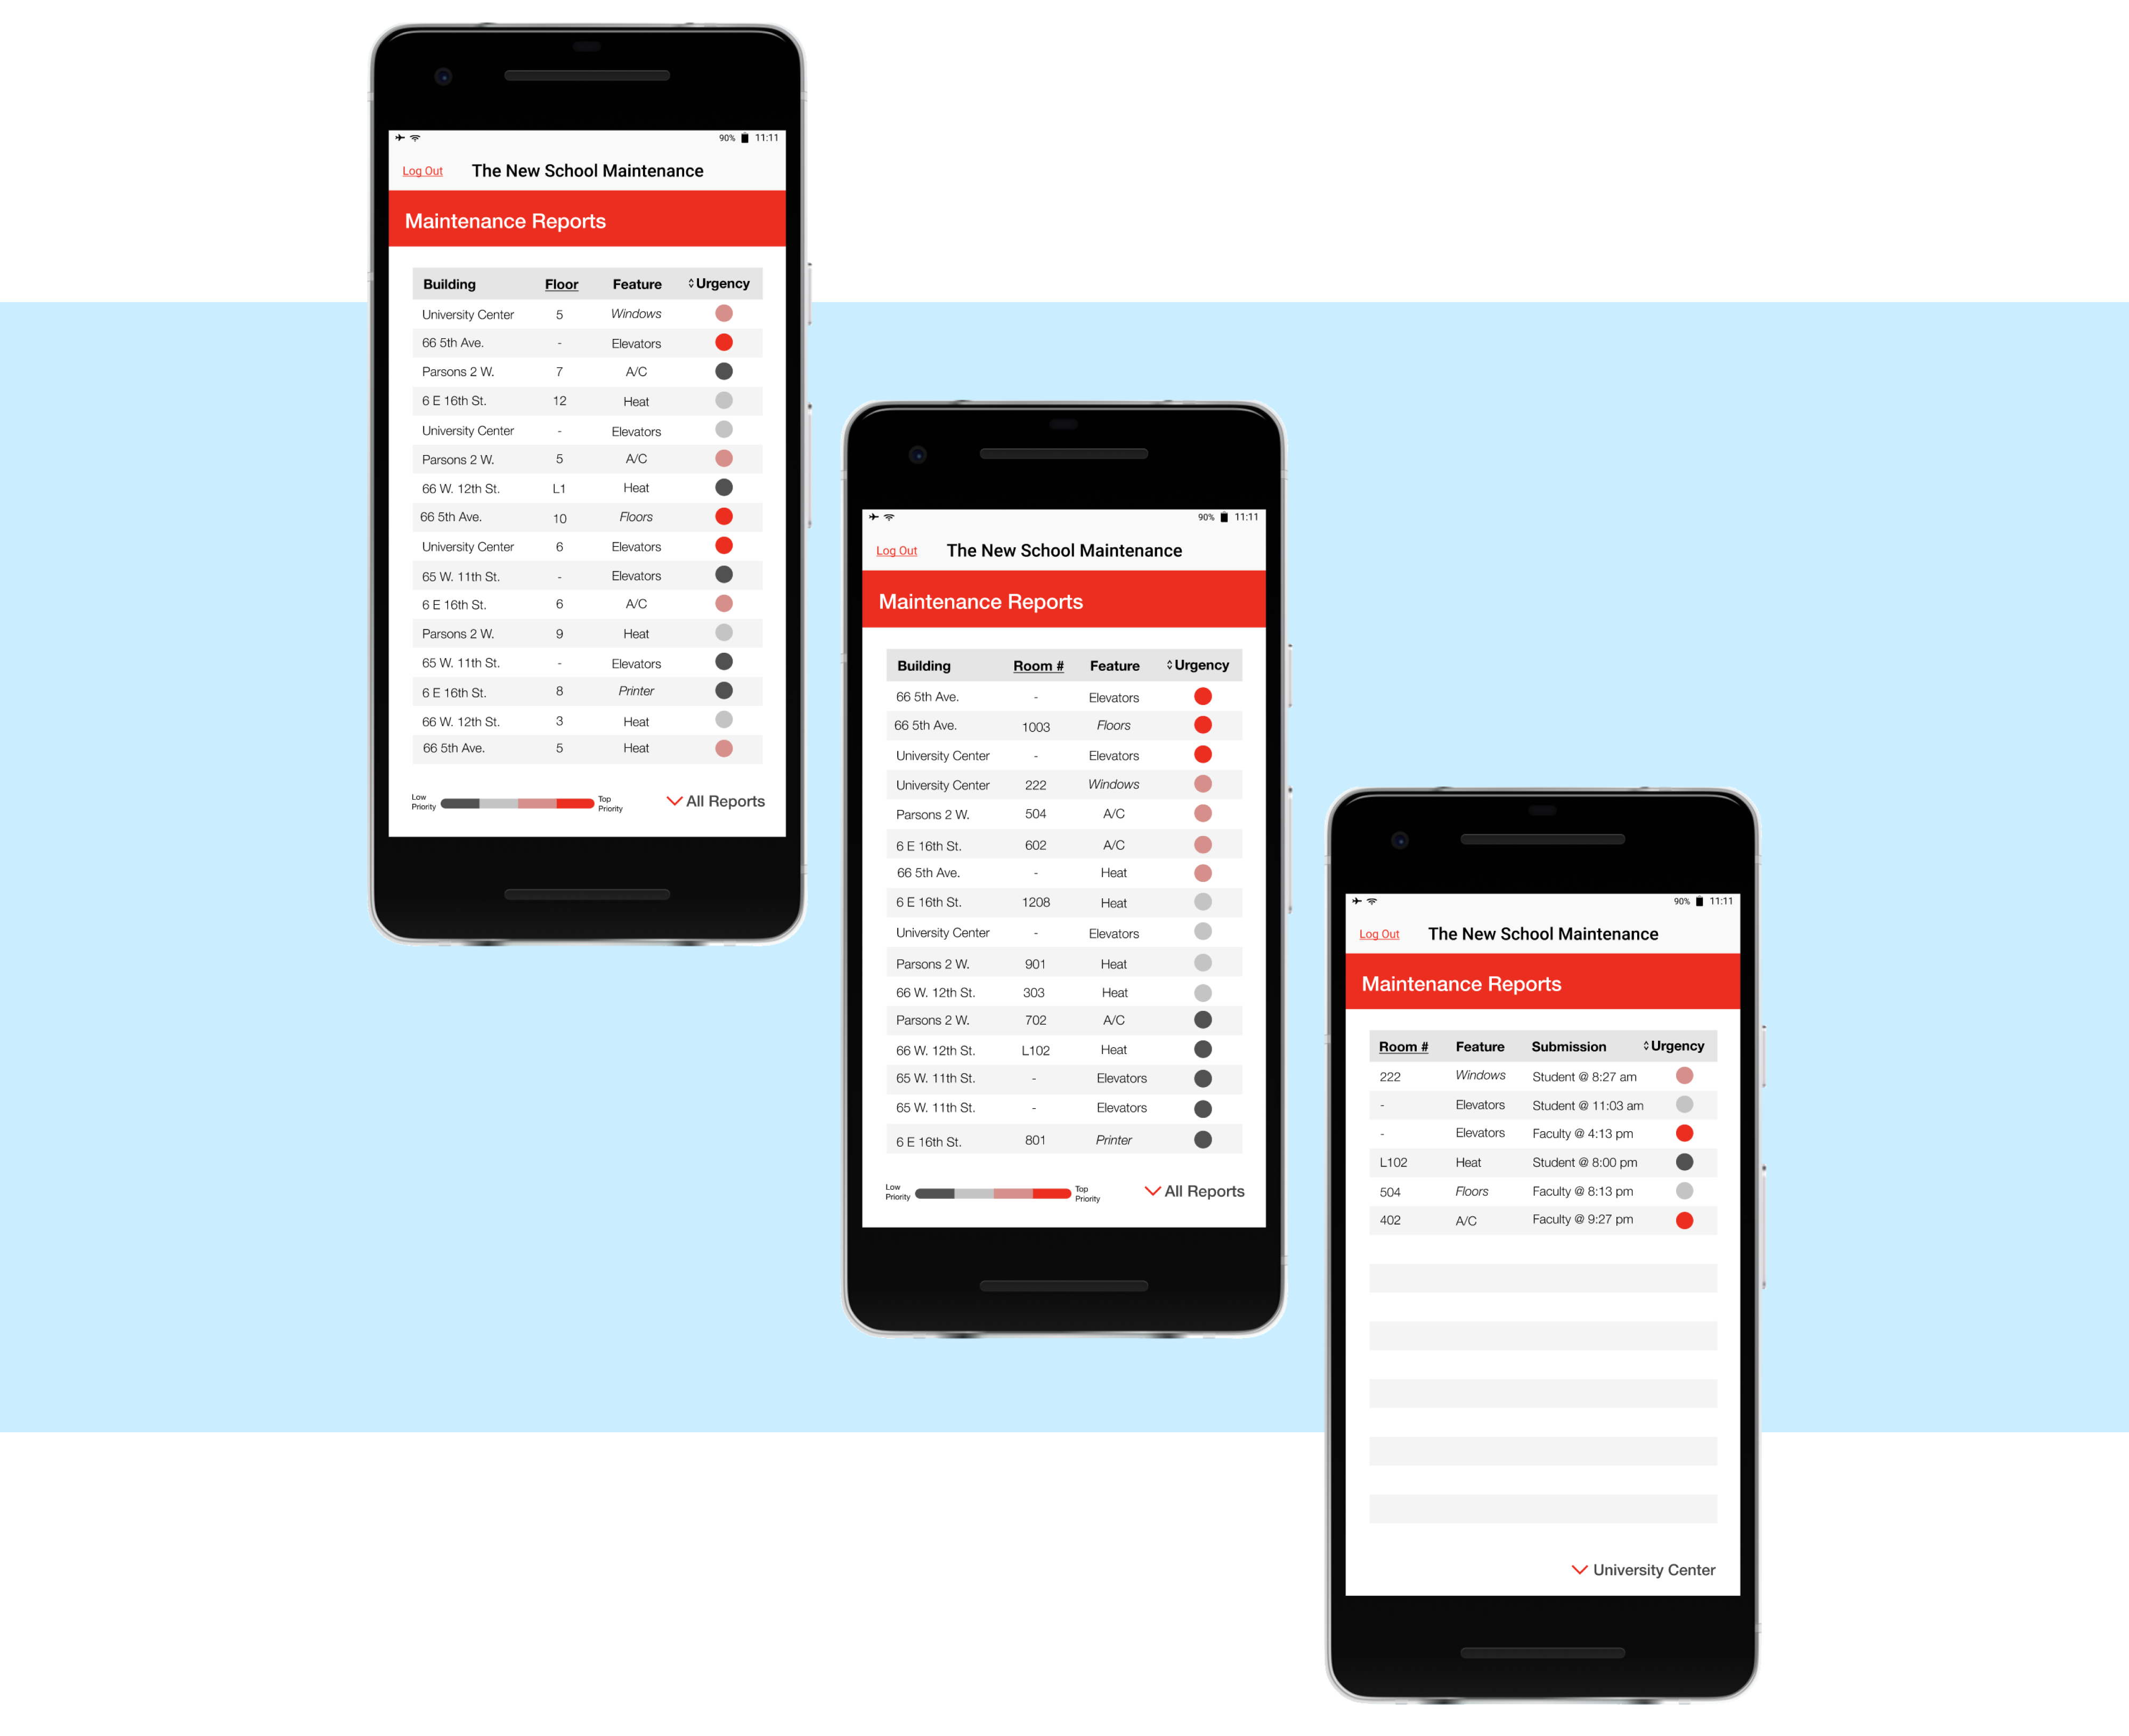 90% 11:11
Log Out The New School Maintenance
Maintenance Reports
Building Floor Feature Urgency
University Center 5 Windows
66 5th Ave. - Elevators
Parsons 2 W. 7 A/C
6 E 16th St. 12 Heat
University Center - Elevators
Parsons 2 W. 5 A/C
66 W. 12th St. L1 Heat
66 5th Ave. 10 Floors
University Center 6 Elevators
65 W. 11th St. - Elevators
6 E 16th St. 6 A/C
Parsons 2 W. 9 Heat
65 W. 11th St. - Elevators
6 E 16th St. 8 Printer
66 W. 12th St. 3 Heat
66 5th Ave. 5 Heat
Low Priority Top Priority All Reports
90% 11:11
Log Out The New School Maintenance
Maintenance Reports
Building Room # Feature Urgency
66 5th Ave. - Elevators
66 5th Ave. 1003 Floors
University Center - Elevators
University Center 222 Windows
Parsons 2 W. 504 A/C
6 E 16th St. 602 A/C
66 5th Ave. - Heat
6 E 16th St. 1208 Heat
University Center - Elevators
Parsons 2 W. 901 Heat
66 W. 12th St. 303 Heat
Parsons 2 W. 702 A/C
66 W. 12th St. L102 Heat
65 W. 11th St. - Elevators
65 W. 11th St. - Elevators
6 E 16th St. 801 Printer
Low Priority Top Priority All Reports
90% 11:11
Log Out The New School Maintenance
Maintenance Reports
Room # Feature Submission Urgency
222 Windows Student @ 8:27 am
- Elevators Student @ 11:03 am
- Elevators Faculty @ 4:13 pm
L102 Heat Student @ 8:00 pm
504 Floors Faculty @ 8:13 pm
402 A/C Faculty @ 9:27 pm
University Center